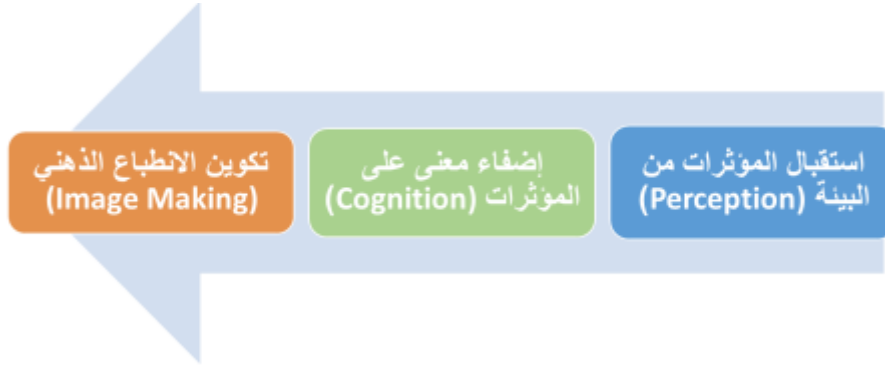 استقبال المؤثرات من
البيئة (Perception)
إضفاء معنى على
المؤثرات (Cognition)
تكوين الانطباع الذهني
(Image Making)